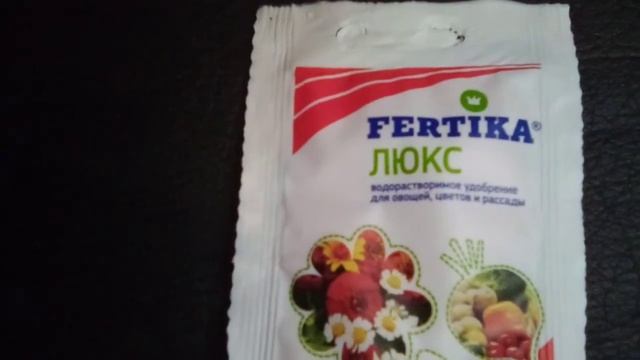 FERTIKA®
ЛЮКС
водорастворимое удобрение
для овощей, цветов и рассады